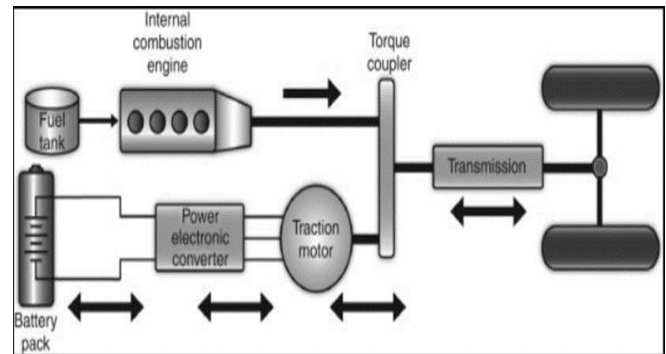 Internal
combustion
engine
Torque
coupler
Fuel
tank
Transmission
Power
electronic
converter
Traction
motor
Battery
pack